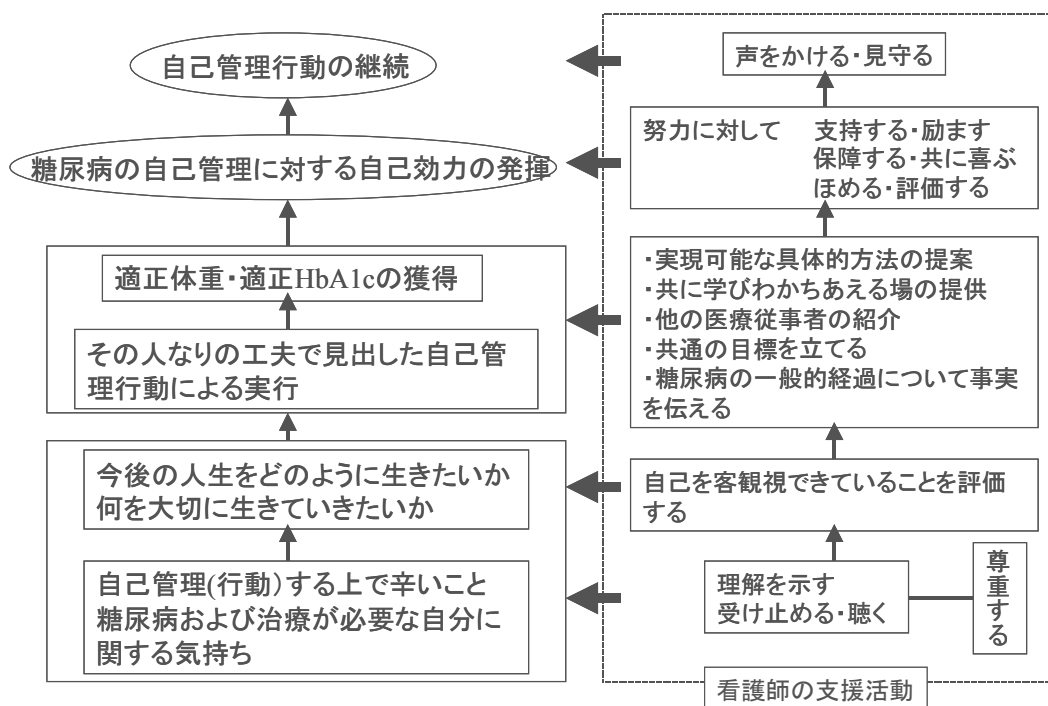 自己管理行動の継続
糖尿病の自己管理に対する自己効力の発揮
適正体重・適正HbA1cの獲得
その人なりの工夫で見出した自己管
理行動による実行
今後の人生をどのように生きたいか
何を大切に生きていきたいか
自己管理(行動)する上で辛いこと
糖尿病および治療が必要な自分に
関する気持ち
声をかける・見守る
努力に対して 支持する・励ます
保障する・共に喜ぶ
ほめる・評価する
・実現可能な具体的方法の提案
・共に学びわかちあえる場の提供
・他の医療従事者の紹介
・共通の目標を立てる
・糖尿病の一般的経過について事実
を伝える
自己を客観視できていることを評価
する
理解を示す
受け止める・聴く
尊重する
看護師の支援活動